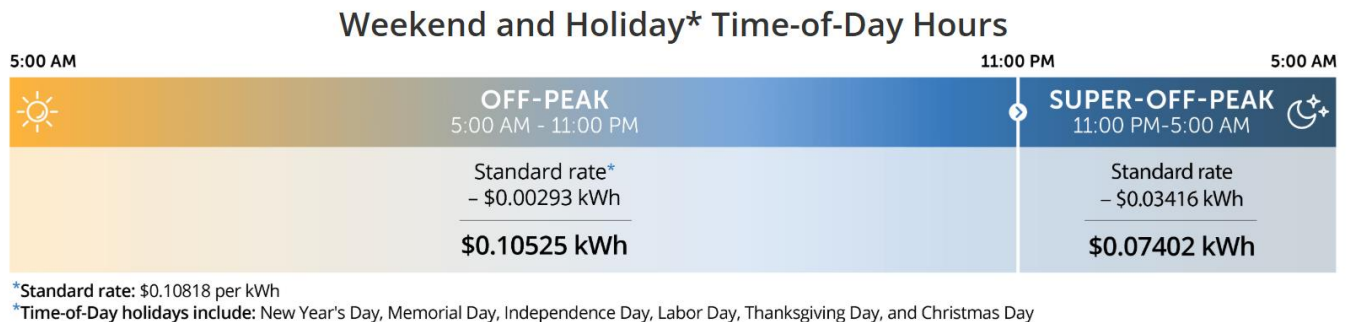 Weekend and Holiday* Time-of-Day Hours
5:00 AM 11:00 PM 5:00 AM
OFF-PEAK
5:00 AM - 11:00 PM
SUPER-OFF-PEAK
11:00 PM-5:00 AM
Standard rate*
– $0.00293 kWh
$0.10525 kWh
Standard rate
– $0.03416 kWh
$0.07402 kWh
*Standard rate: $0.10818 per kWh
*Time-of-Day holidays include: New Year's Day, Memorial Day, Independence Day, Labor Day, Thanksgiving Day, and Christmas Day